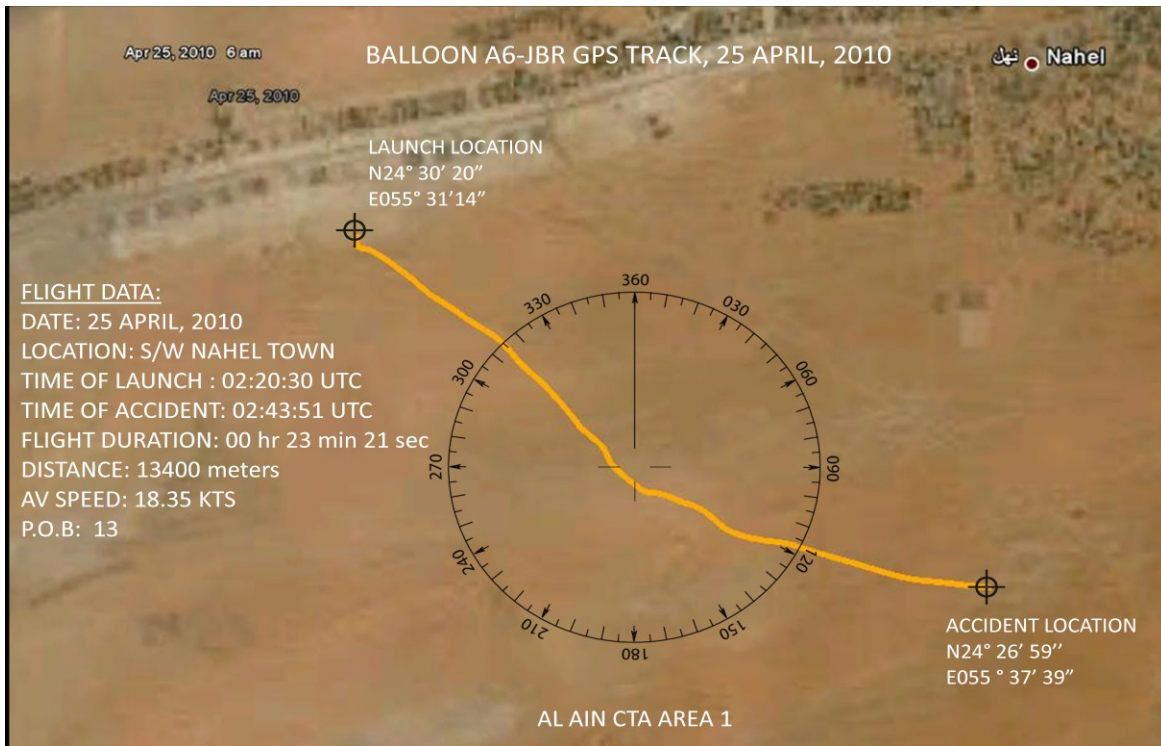 Apr 25, 2010 6 am
BALLOON A6-JBR GPS TRACK, 25 APRIL, 2010
نهل Nahel
Apr 25, 2010
LAUNCH LOCATION
N24° 30' 20"
E055° 31'14"
FLIGHT DATA:
DATE: 25 APRIL, 2010
LOCATION: S/W NAHEL TOWN
TIME OF LAUNCH : 02:20:30 UTC
TIME OF ACCIDENT: 02:43:51 UTC
FLIGHT DURATION: 00 hr 23 min 21 sec
DISTANCE: 13400 meters
AV SPEED: 18.35 KTS
P.O.B: 13
360
030
060
090
120
150
180
210
240
270
300
330
ACCIDENT LOCATION
N24° 26' 59''
E055 ° 37' 39"
AL AIN CTA AREA 1